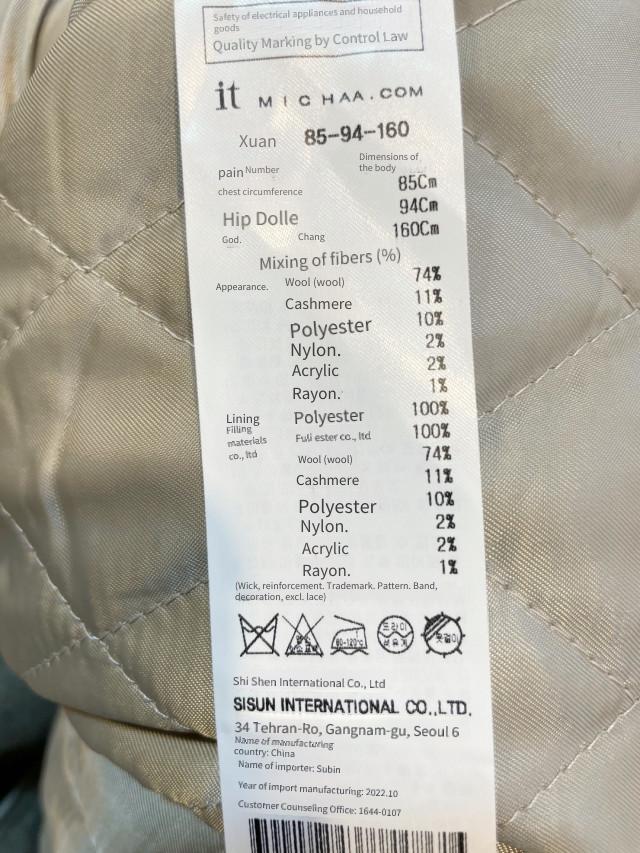 Safety of electrical appliances and household
goods
Quality Marking by Control Law
it MICHAA.COM
Xuan 85-94-160
pain Number Dimensions of
the body
chest circumference 85Cm
Hip Dolle 94Cm
God. Chang 160Cm
Mixing of fibers (%)
Appearance. Wool (wool) 74%
Cashmere 11%
Polyester 10%
Nylon. 2%
Acrylic 2%
Rayon. 1%
Lining Polyester 100%
Filling
materials
co., ltd Fuli ester co., ltd 100%
Wool (wool) 74%
Cashmere 11%
Polyester 10%
Nylon. 2%
Acrylic 2%
Rayon. 1%
(Wick, reinforcement. Trademark. Pattern. Band,
decoration, excl. lace)
80-120℃ 드라이
Shi Shen International Co., Ltd
SISUN INTERNATIONAL CO.,LTD.
34 Tehran-Ro, Gangnam-gu, Seoul 6
Name of manufacturing
country: China
Name of importer: Subin
Year of import manufacturing: 2022.10
Customer Counseling Office: 1644-0107